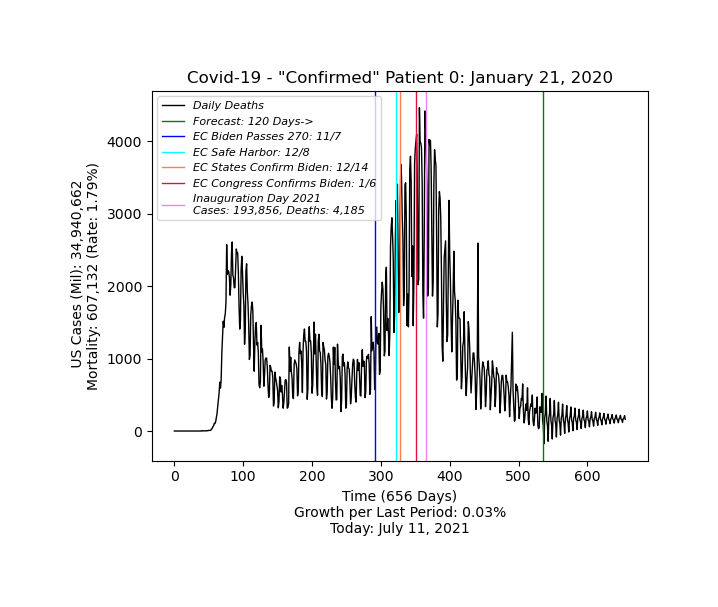 Covid-19 - "Confirmed" Patient 0: January 21, 2020
Daily Deaths
Forecast: 120 Days->
EC Biden Passes 270: 11/7
EC Safe Harbor: 12/8
EC States Confirm Biden: 12/14
EC Congress Confirms Biden: 1/6
Inauguration Day 2021
Cases: 193,856, Deaths: 4,185
US Cases (Mil): 34,940,662
Mortality: 607,132 (Rate: 1.79%)
4000
3000
2000
1000
0
0 100 200 300 400 500 600
Time (656 Days)
Growth per Last Period: 0.03%
Today: July 11, 2021